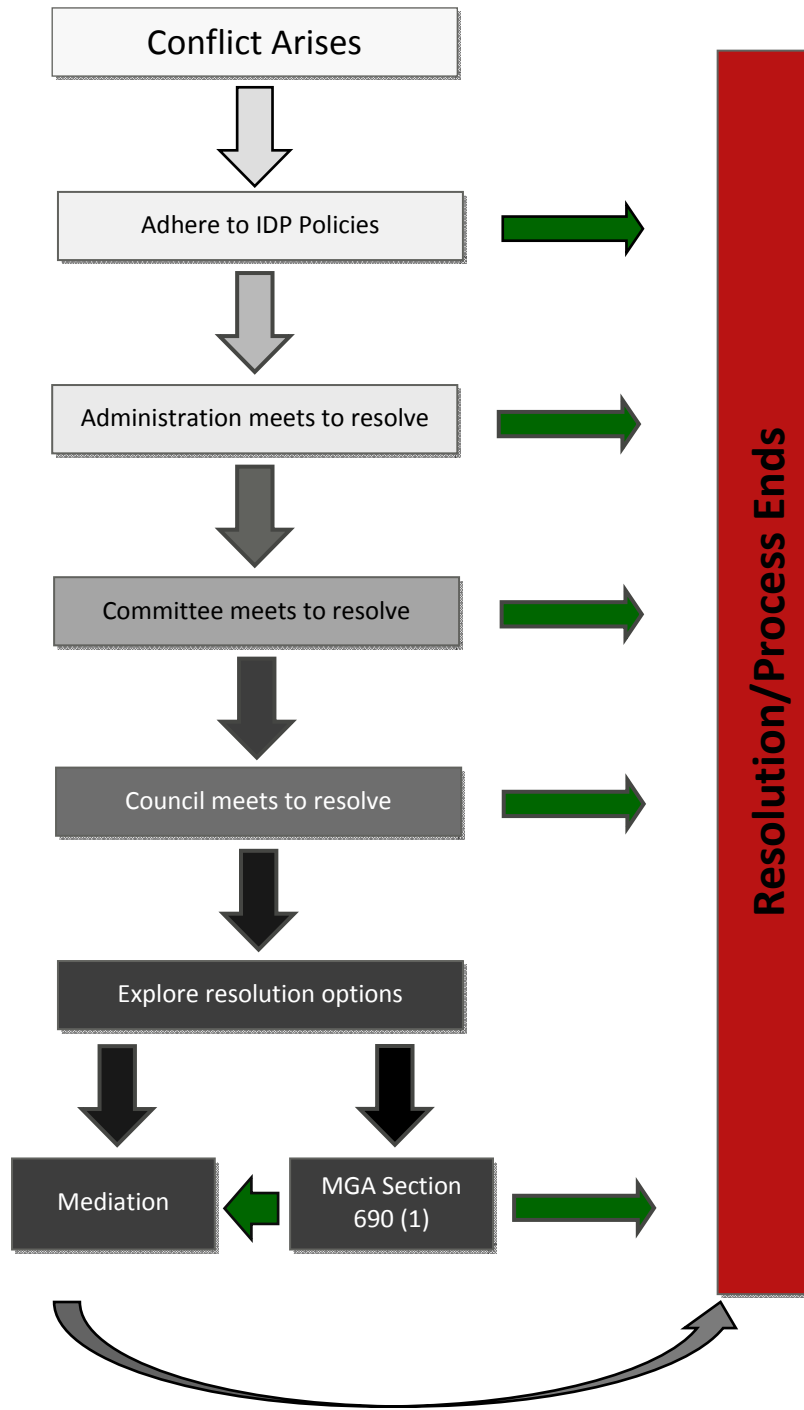 Conflict Arises
Adhere to IDP Policies
Administration meets to resolve
Committee meets to resolve
Council meets to resolve
Explore resolution options
Mediation
MGA Section
690 (1)
Resolution/Process Ends